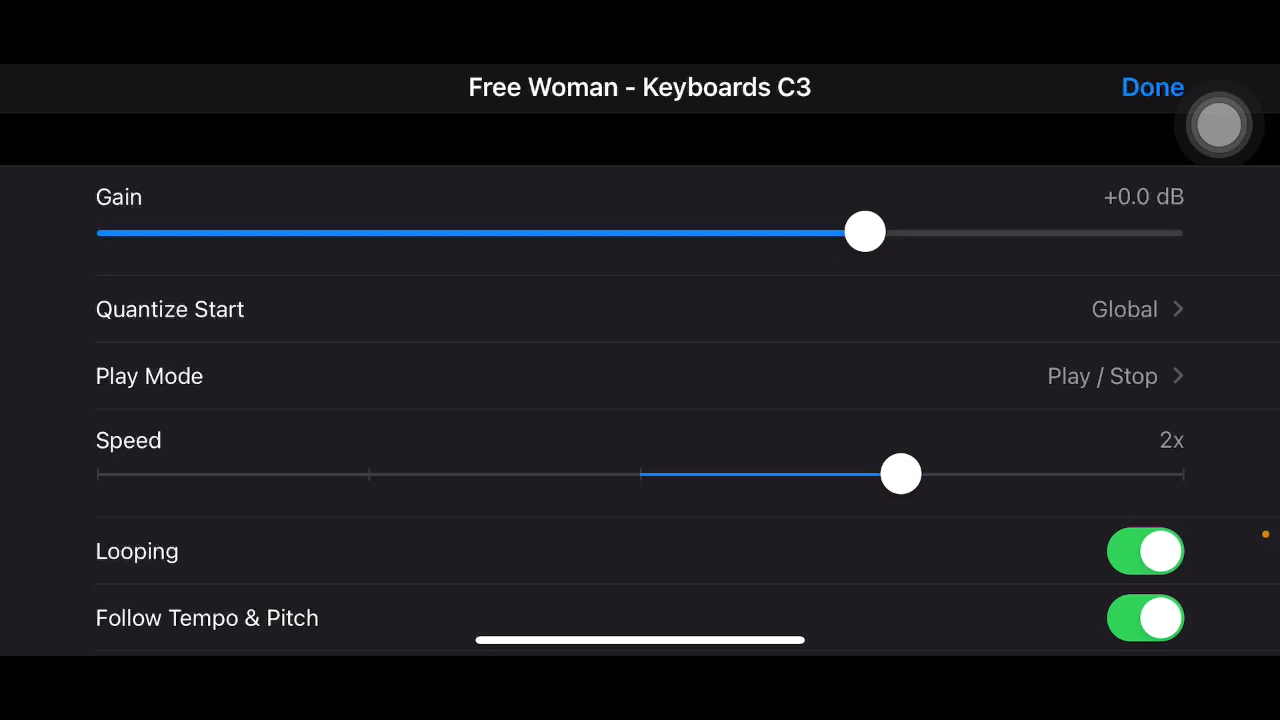 Free Woman - Keyboards C3
Done
Gain
+0.0 dB
Quantize Start
Global
Play Mode
Play / Stop
Speed
2x
Looping
Follow Tempo & Pitch